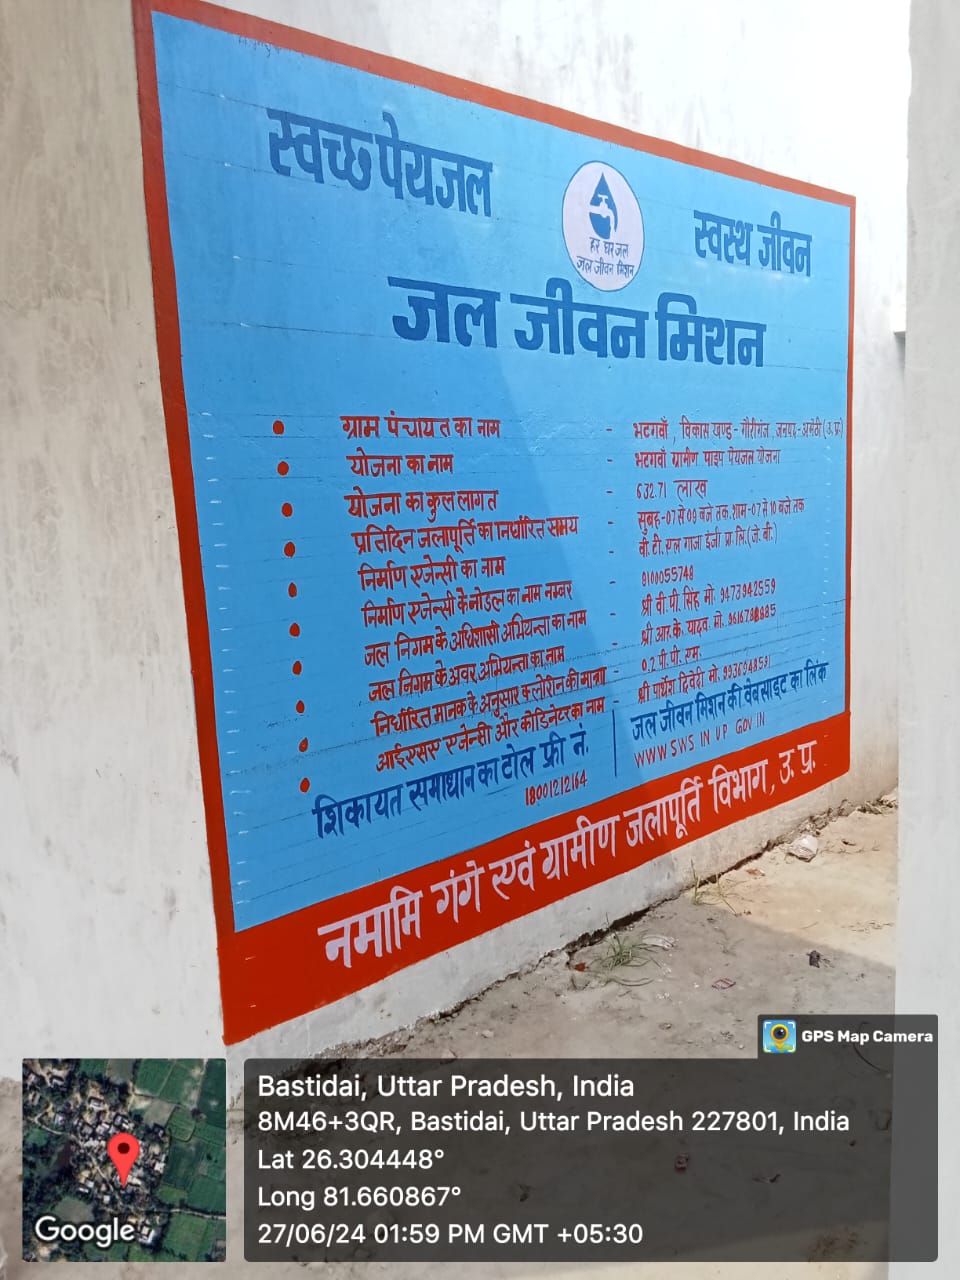 स्वच्छ पेयजल
हर घर जल
जल जीवन मिशन
स्वस्थ जीवन
जल जीवन मिशन
ग्राम पंचायत का नाम - भटगवाँ, विकास खण्ड- गौरीगंज, जनपद-अमेठी (उ.प्र.)
योजना का नाम - भटगवाँ ग्रामीण पाइप पेयजल योजना
योजना का कुल लागत - 632.71 लाख
प्रतिदिन जलापूर्ति का निर्धारित समय - सुबह-07 से 09 बजे तक, शाम-07 से 10 बजे तक
निर्माण एजेन्सी का नाम - वी.टी.एल गाजा इंजी प्रा.लि.(जे.वी.)
निर्माण एजेन्सी के नोडल का नाम नम्बर - 8100055748
जल निगम के अधिशासी अभियन्ता का नाम - श्री वी.पी. सिंह मो. 9473942559
जल निगम के अवर अभियन्ता का नाम - श्री आर.के. यादव. मो.
निर्धारित मानक के अनुसार क्लोरीन की मात्रा - 0.2 पी.पी. एम.
आईएसए एजेन्सी और कोर्डिनेटर का नाम - श्री पार्थेश द्विवेदी मो. 9936948591
शिकायत समाधान का टोल फ्री नं.
18001212164
जल जीवन मिशन की वेबसाइट का लिंक
WWW SWS IN UP GOV IN
नमामि गंगे एवं ग्रामीण जलापूर्ति विभाग, उ.प्र.
GPS Map Camera
Bastidai, Uttar Pradesh, India
8M46+3QR, Bastidai, Uttar Pradesh 227801, India
Lat 26.304448°
Long 81.660867°
27/06/24 01:59 PM GMT +05:30
Google